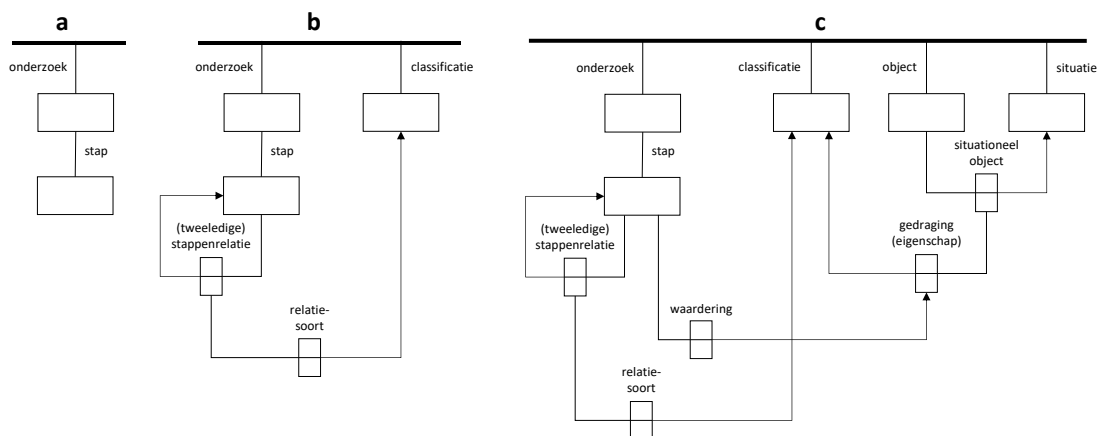 a
onderzoek
stap
b
onderzoek
classificatie
stap
(tweeledige)
stappenrelatie
relatie-
soort
c
onderzoek
classificatie
object
situatie
stap
situationeel
object
(tweeledige)
stappenrelatie
gedraging
(eigenschap)
waardering
relatie-
soort